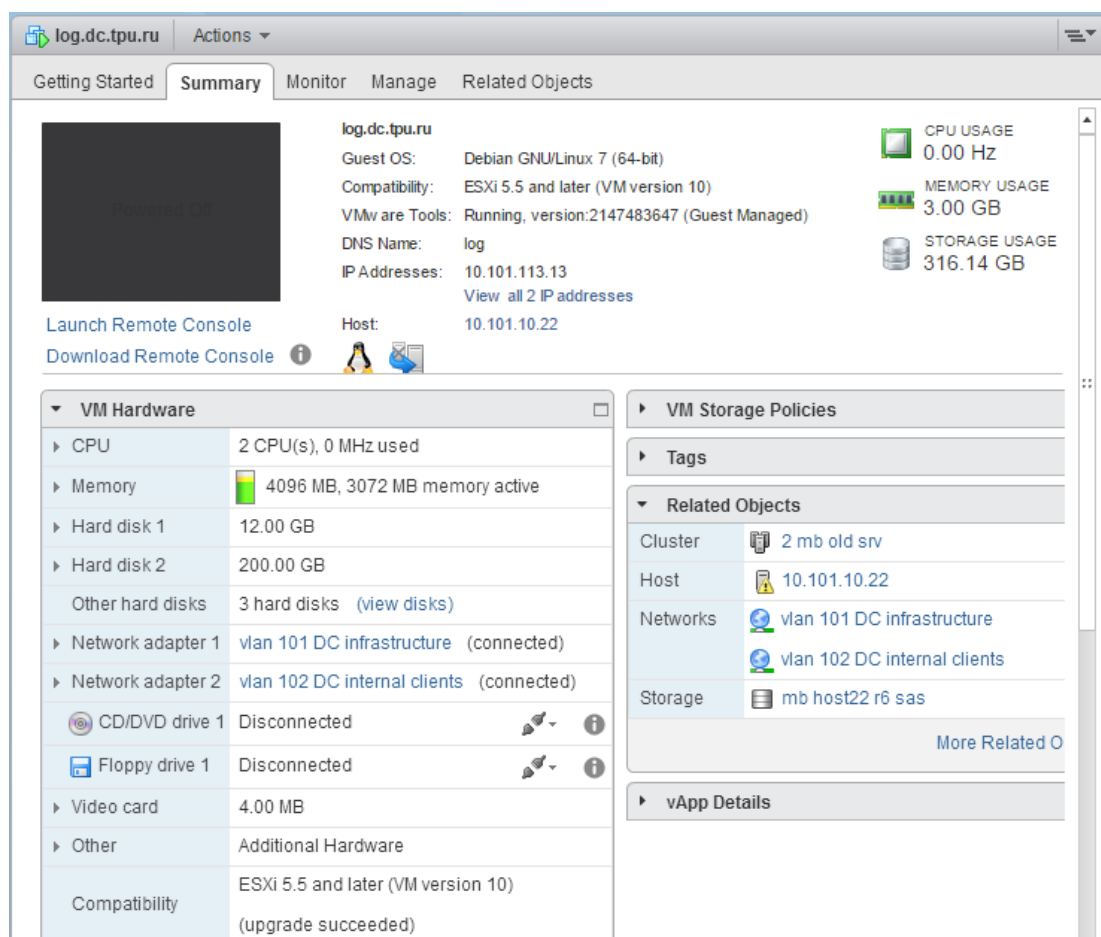 log.dc.tpu.ru Actions
Getting Started Summary Monitor Manage Related Objects
Powered Off
log.dc.tpu.ru
Guest OS: Debian GNU/Linux 7 (64-bit)
Compatibility: ESXi 5.5 and later (VM version 10)
VMware Tools: Running, version:2147483647 (Guest Managed)
DNS Name: log
IP Addresses: 10.101.113.13
View all 2 IP addresses
Host: 10.101.10.22
CPU USAGE
0.00 Hz
MEMORY USAGE
3.00 GB
STORAGE USAGE
316.14 GB
Launch Remote Console
Download Remote Console
VM Hardware
CPU 2 CPU(s), 0 MHz used
Memory 4096 MB, 3072 MB memory active
Hard disk 1 12.00 GB
Hard disk 2 200.00 GB
Other hard disks 3 hard disks (view disks)
Network adapter 1 vlan 101 DC infrastructure (connected)
Network adapter 2 vlan 102 DC internal clients (connected)
CD/DVD drive 1 Disconnected
Floppy drive 1 Disconnected
Video card 4.00 MB
Other Additional Hardware
Compatibility ESXi 5.5 and later (VM version 10)
(upgrade succeeded)
VM Storage Policies
Tags
Related Objects
Cluster 2 mb old srv
Host 10.101.10.22
Networks vlan 101 DC infrastructure
vlan 102 DC internal clients
Storage mb host22 r6 sas
More Related O
vApp Details